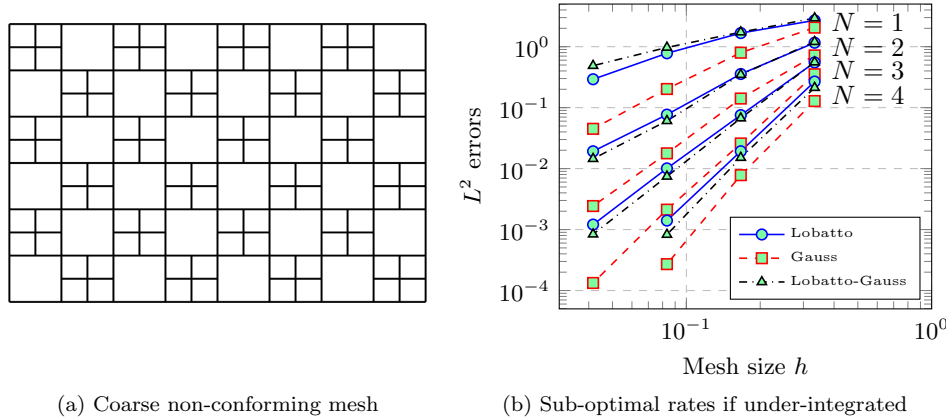 10^0
10^{-1}
10^{-2}
10^{-3}
10^{-4}
L^2 errors
N = 1
N = 2
N = 3
N = 4
Lobatto
Gauss
Lobatto-Gauss
10^{-1}
10^0
Mesh size h
(a) Coarse non-conforming mesh
(b) Sub-optimal rates if under-integrated